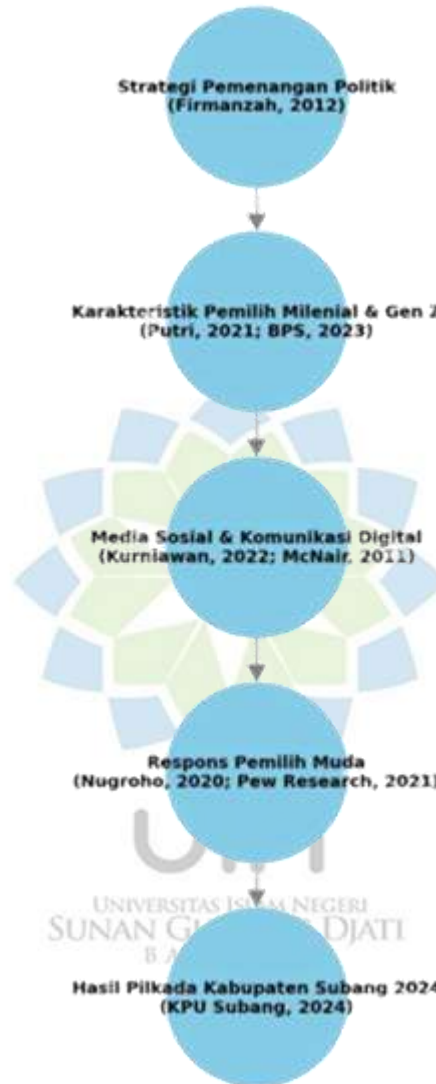 Strategi Pemenangan Politik
(Firmanzah, 2012)
Karakteristik Pemilih Milenial & Gen Z
(Putri, 2021; BPS, 2023)
Media Sosial & Komunikasi Digital
(Kurniawan, 2022; McNair, 2011)
Respons Pemilih Muda
(Nugroho, 2020; Pew Research, 2021)
UNIVERSITAS ISLAM NEGERI
SUNAN DJATI
Hasil Pilkada Kabupaten Subang 2024
(KPU Subang, 2024)